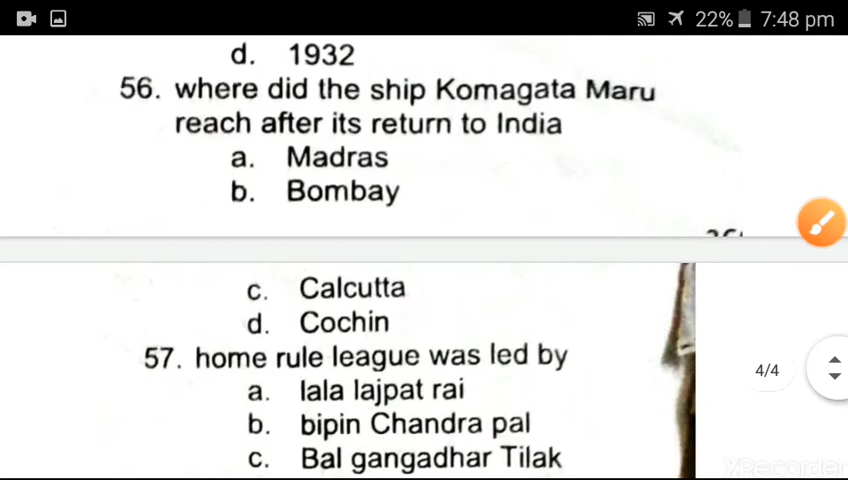 22% 7:48 pm
d. 1932
56. where did the ship Komagata Maru
reach after its return to India
a. Madras
b. Bombay
c. Calcutta
d. Cochin
57. home rule league was led by
a. lala lajpat rai
b. bipin Chandra pal
c. Bal gangadhar Tilak
4/4
XRecorder